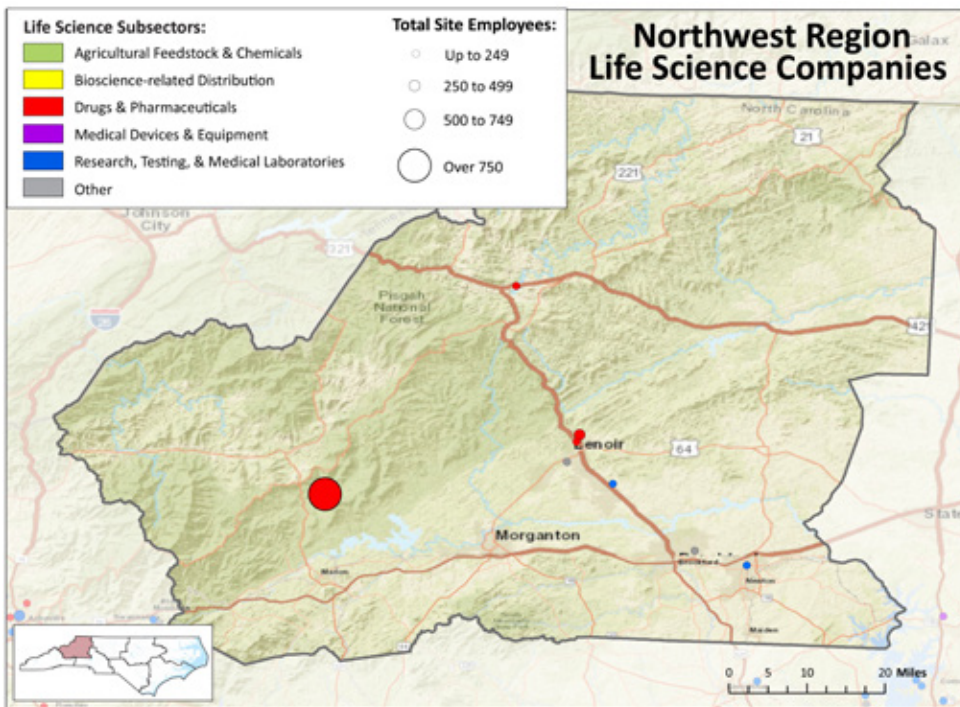 Life Science Subsectors:
Agricultural Feedstock & Chemicals
Bioscience-related Distribution
Drugs & Pharmaceuticals
Medical Devices & Equipment
Research, Testing, & Medical Laboratories
Other
Total Site Employees:
Up to 249
250 to 499
500 to 749
Over 750
Northwest Region
Life Science Companies
Galax
North Carolina
21
221
Johnson
City
321
Pisgah
National
Forest
26
421
Lenoir
64
Morganton
State
Marion
Newton
Maiden
0 5 10 20 Miles